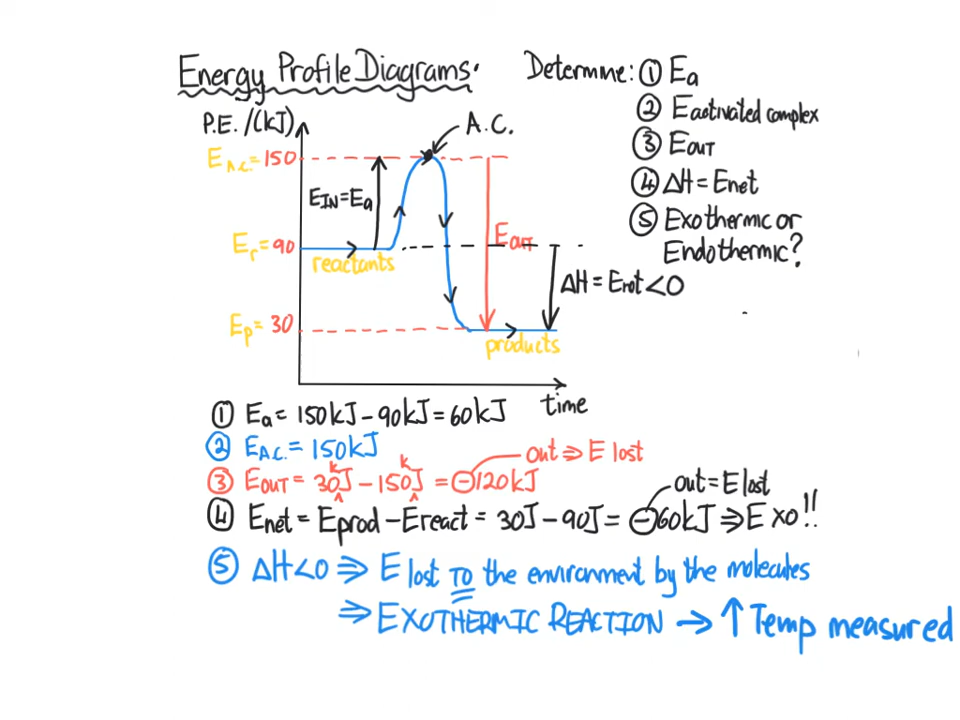 Energy Profile Diagrams.
Determine: ① Ea
② Eactivated complex
③ EOUT
④ ΔH = Enet
⑤ Exothermic or
Endothermic?
P.E. /(kJ)
A.C.
E A.C. = 150
EIN = Ea
Er = 90
reactants
EOUT
ΔH = Enet < 0
Ep = 30
products
time
① Ea = 150kJ - 90kJ = 60kJ
② EA.C. = 150kJ
out ⇒ E lost
③ EOUT = 30kJ - 150kJ = -120kJ
out = E lost
④ Enet = Eprod - Ereact = 30J - 90J = -60kJ ⇒ Exo!!
⑤ ΔH<0 ⇒ E lost TO the environment by the molecules
⇒ EXOTHERMIC REACTION → ↑ Temp measured